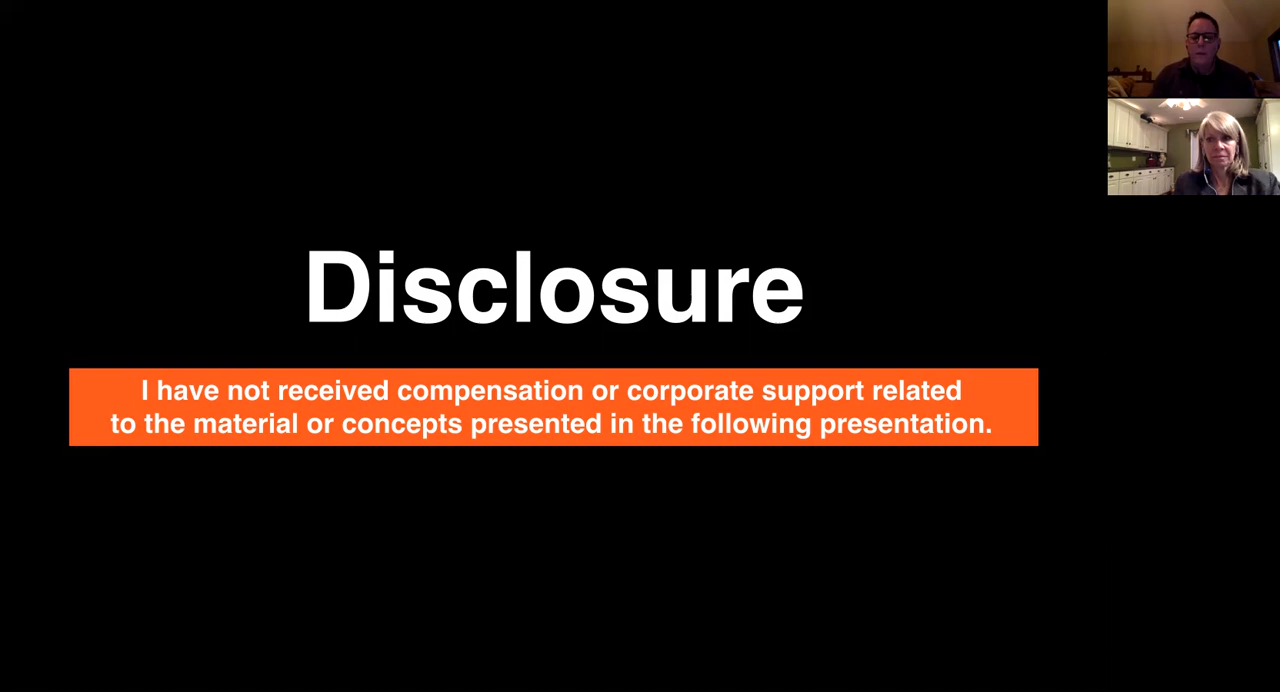 Disclosure
I have not received compensation or corporate support related
to the material or concepts presented in the following presentation.